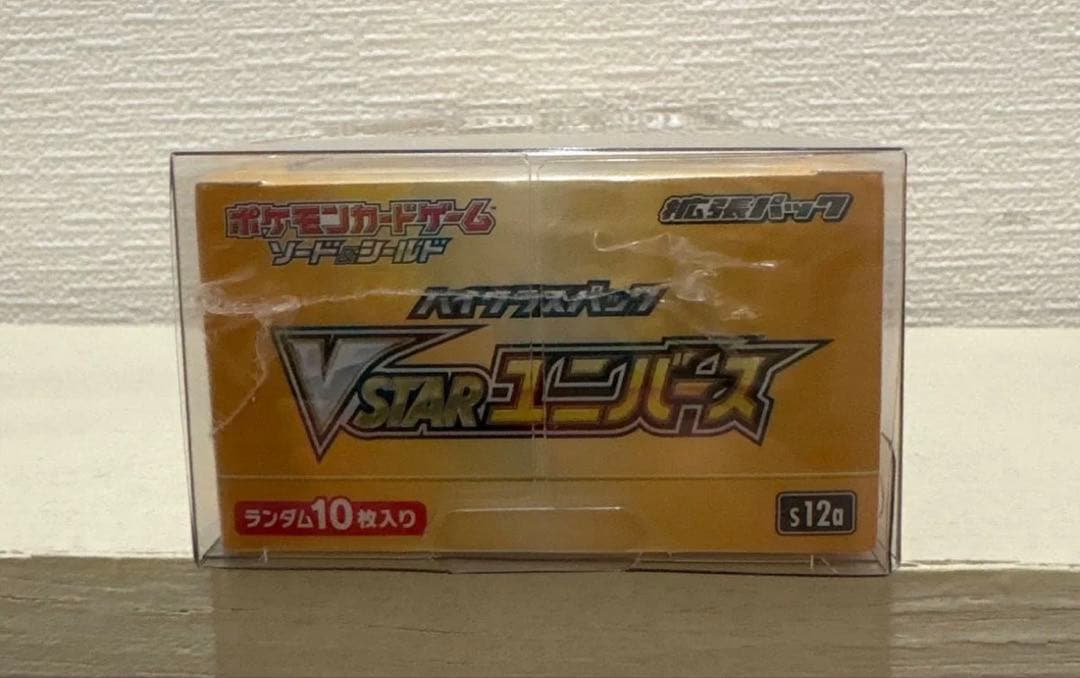 ポケモンカードゲーム
ソード&シールド
拡張パック
ハイクラスパック
VSTARユニバース
ランダム10枚入り
s12a